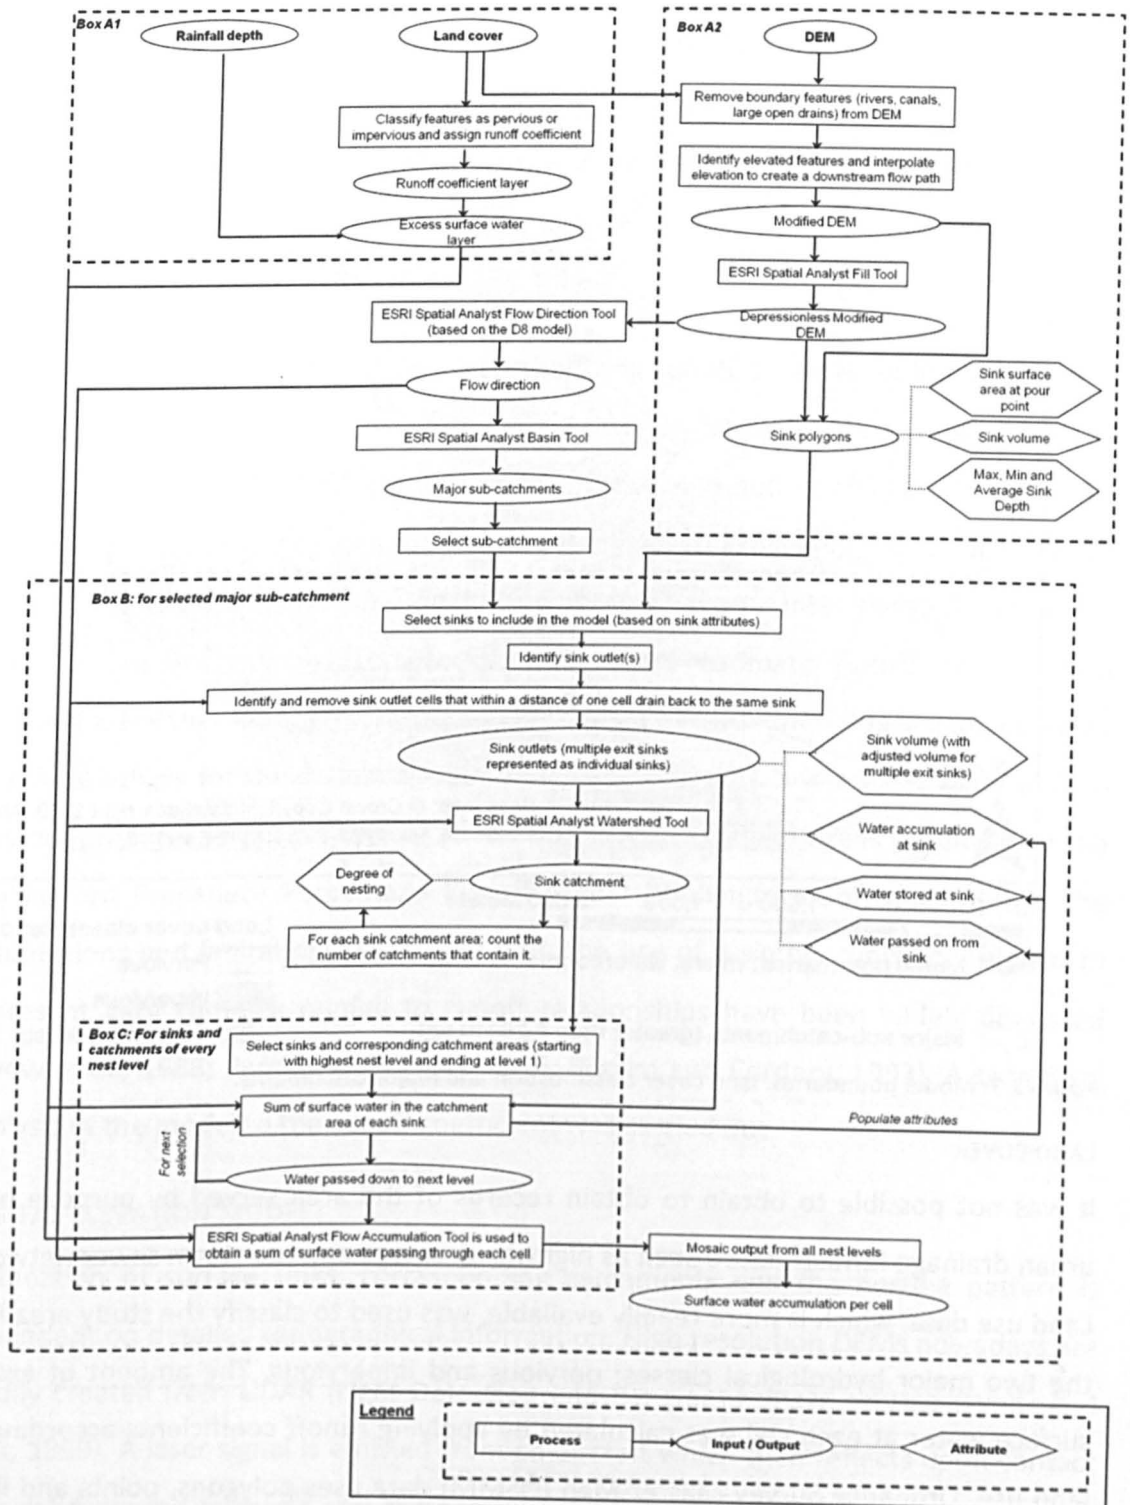 Box A1
Rainfall depth
Land cover
Classify features as pervious or
impervious and assign runoff coefficient
Runoff coefficient layer
Excess surface water
layer
Box A2
DEM
Remove boundary features (rivers, canals,
large open drains) from DEM
Identify elevated features and interpolate
elevation to create a downstream flow path
Modified DEM
ESRI Spatial Analyst Fill Tool
Depressionless Modified
DEM
Sink polygons
Sink surface
area at pour
point
Sink volume
Max, Min and
Average Sink
Depth
ESRI Spatial Analyst Flow Direction Tool
(based on the D8 model)
Flow direction
ESRI Spatial Analyst Basin Tool
Major sub-catchments
Select sub-catchment
Box B: for selected major sub-catchment
Select sinks to include in the model (based on sink attributes)
Identify sink outlet(s)
Identify and remove sink outlet cells that within a distance of one cell drain back to the same sink
Sink outlets (multiple exit sinks
represented as individual sinks)
ESRI Spatial Analyst Watershed Tool
Sink catchment
Degree of
nesting
For each sink catchment area: count the
number of catchments that contain it.
Sink volume (with
adjusted volume for
multiple exit sinks)
Water accumulation
at sink
Water stored at sink
Water passed on from
sink
Populate attributes
Box C: For sinks and
catchments of every
nest level
Select sinks and corresponding catchment areas (starting
with highest nest level and ending at level 1)
Sum of surface water in the catchment
area of each sink
For next
selection
Water passed down to next level
ESRI Spatial Analyst Flow Accumulation Tool is used to
obtain a sum of surface water passing through each cell
Mosaic output from all nest levels
Surface water accumulation per cell
Legend
Process
Input / Output
Attribute